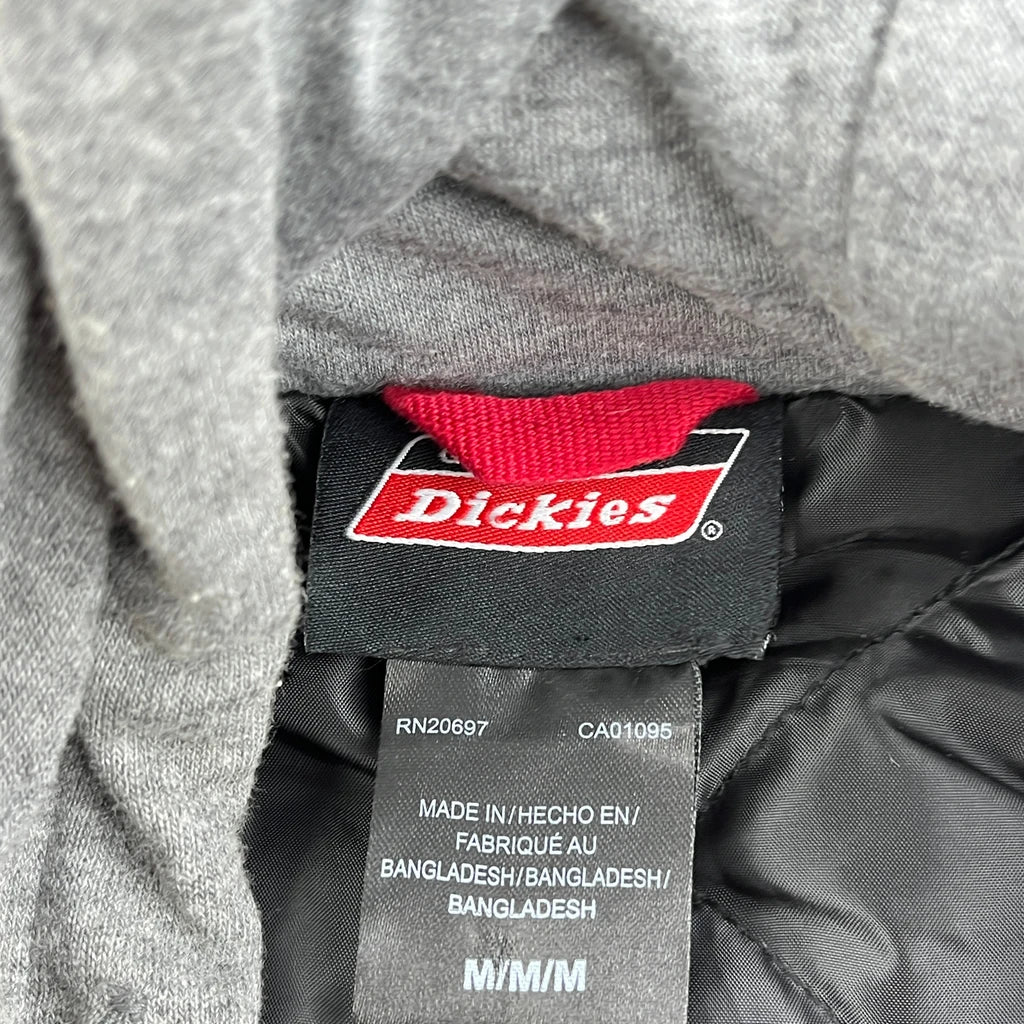 Dickies
®
RN20697 CA01095
MADE IN/HECHO EN/
FABRIQUÉ AU
BANGLADESH/BANGLADESH/
BANGLADESH
M/M/M